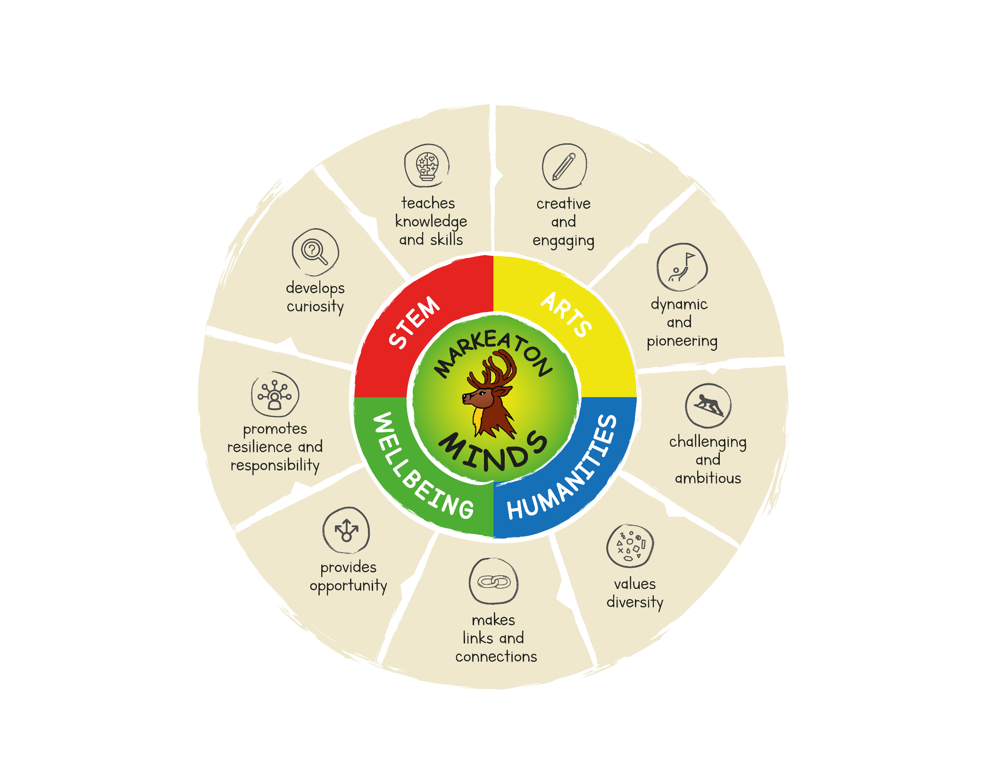 teaches
knowledge
and skills
creative
and
engaging
dynamic
and
pioneering
challenging
and
ambitious
values
diversity
makes
links and
connections
provides
opportunity
promotes
resilience and
responsibility
develops
curiosity
STEM
ARTS
HUMANITIES
WELLBEING
MARKEATON
MINDS
?